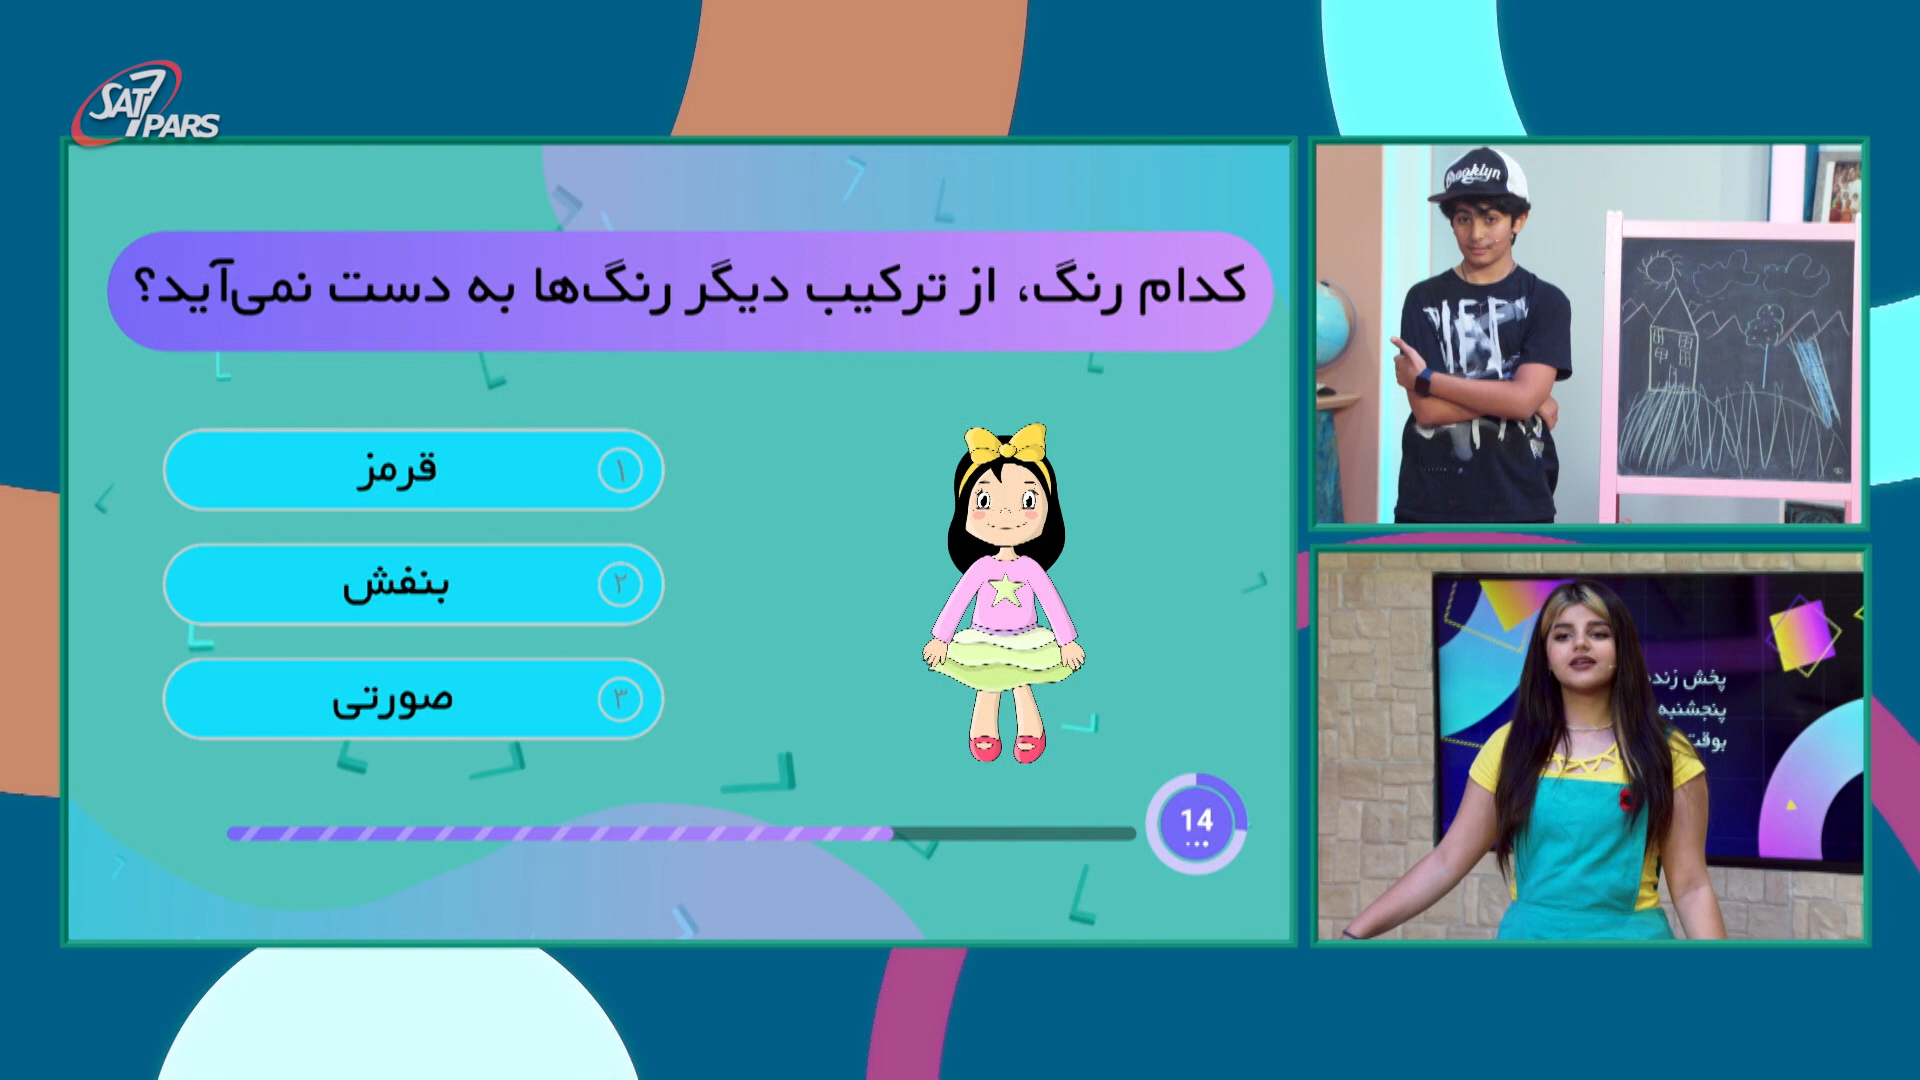 SAT7 PARS
کدام رنگ، از ترکیب دیگر رنگ‌ها به دست نمی‌آید؟
۱ قرمز
۲ بنفش
۳ صورتی
14
Brooklyn
پخش زنده
پنجشنبه
بوقت